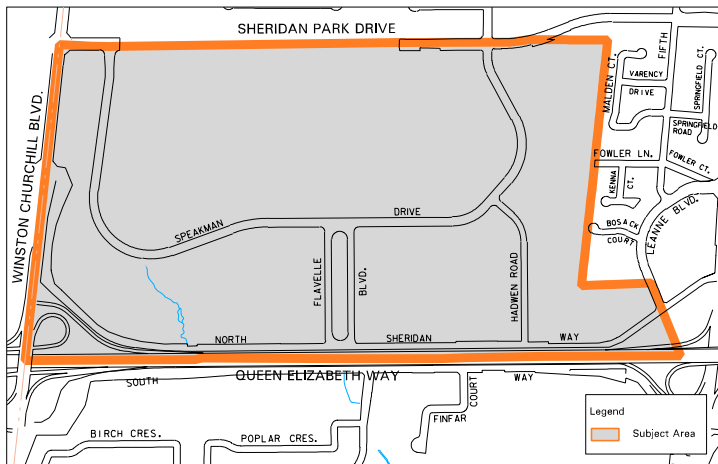 SHERIDAN PARK DRIVE
WINSTON CHURCHILL BLVD.
MALDEN CT.
FIFTH
SPRINGFIELD CT.
VARENCY
DRIVE
SPRINGFIELD
ROAD
FOWLER LN.
FOWLER CT.
KENNA
CT.
BOSACK
COURT
LEANNE BLVD.
SPEAKMAN
DRIVE
FLAVELLE
BLVD.
HADWEN ROAD
NORTH
SHERIDAN
WAY
SOUTH
QUEEN ELIZABETH WAY
WAY
FINFAR
COURT
BIRCH CRES.
POPLAR CRES.
Legend
Subject Area